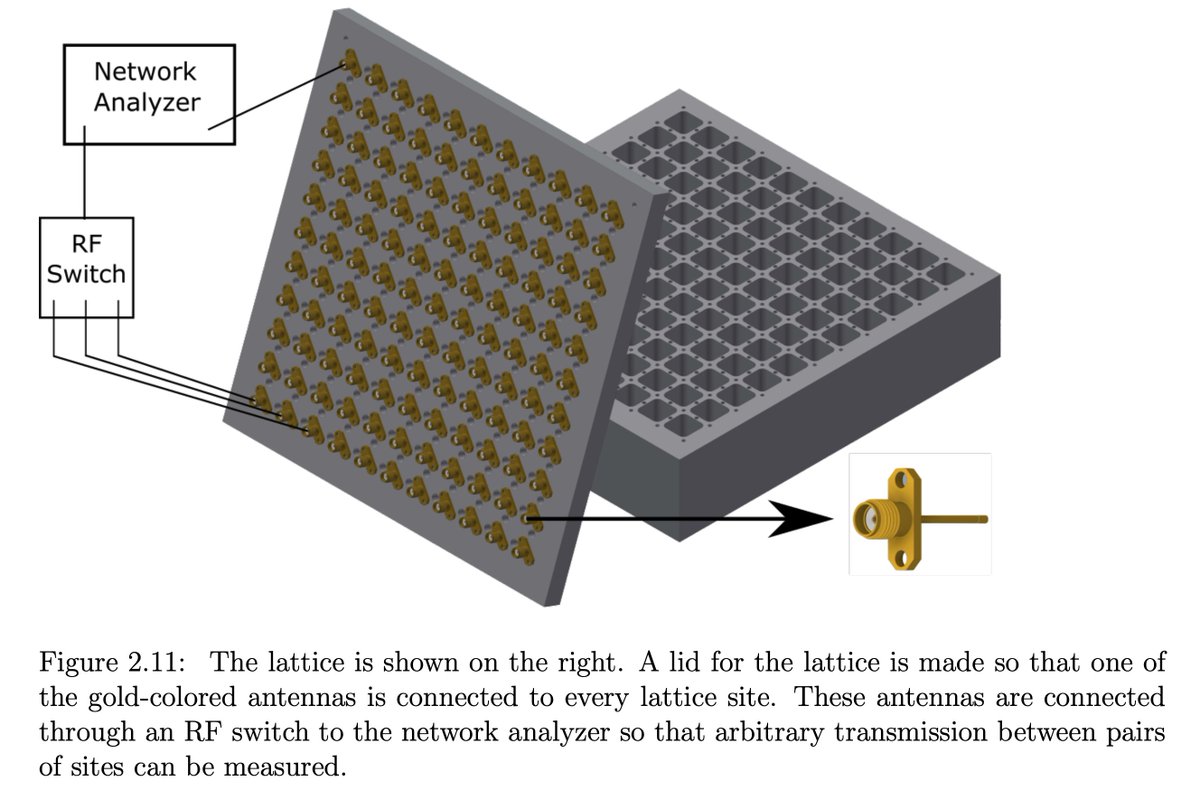 Network
Analyzer
RF
Switch
Figure 2.11: The lattice is shown on the right. A lid for the lattice is made so that one of
the gold-colored antennas is connected to every lattice site. These antennas are connected
through an RF switch to the network analyzer so that arbitrary transmission between pairs
of sites can be measured.